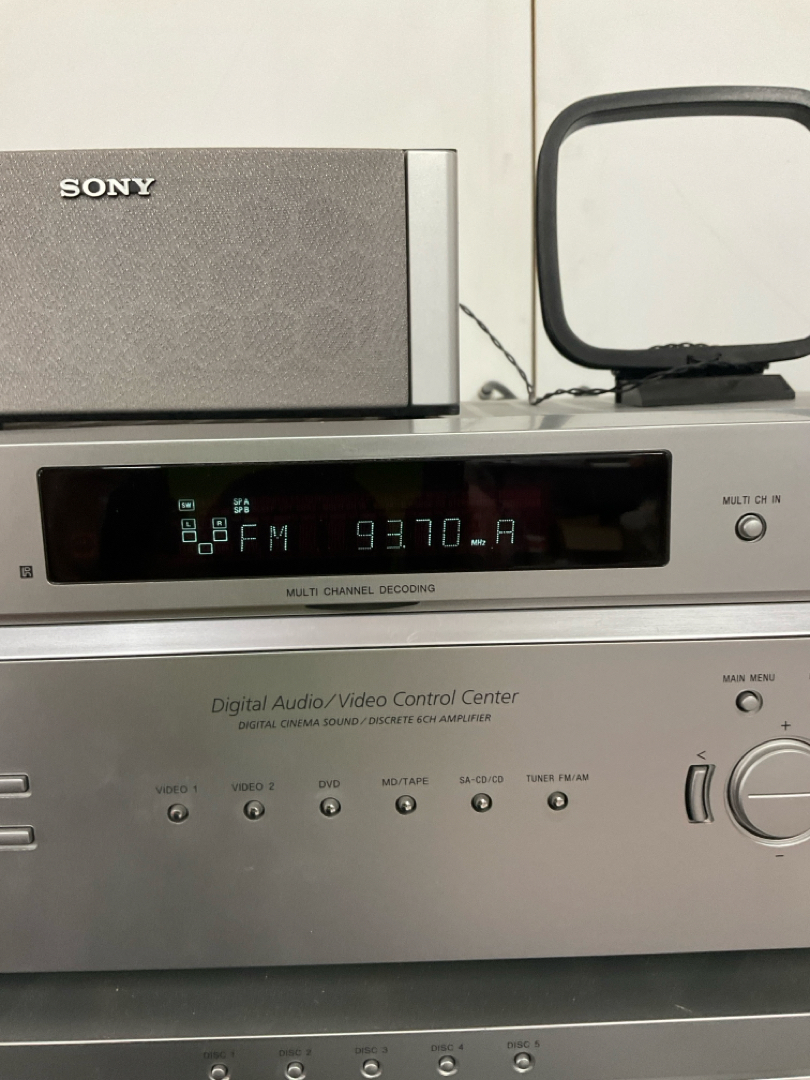 SONY
MULTI CH IN
SW
SP A
SP B
L R
FM 93.70 MHz A
MULTI CHANNEL DECODING
MAIN MENU
Digital Audio/Video Control Center
DIGITAL CINEMA SOUND / DISCRETE 6CH AMPLIFIER
+
<
VIDEO 1 VIDEO 2 DVD MD/TAPE SA-CD/CD TUNER FM/AM
−
DISC 1 DISC 2 DISC 3 DISC 4 DISC 5